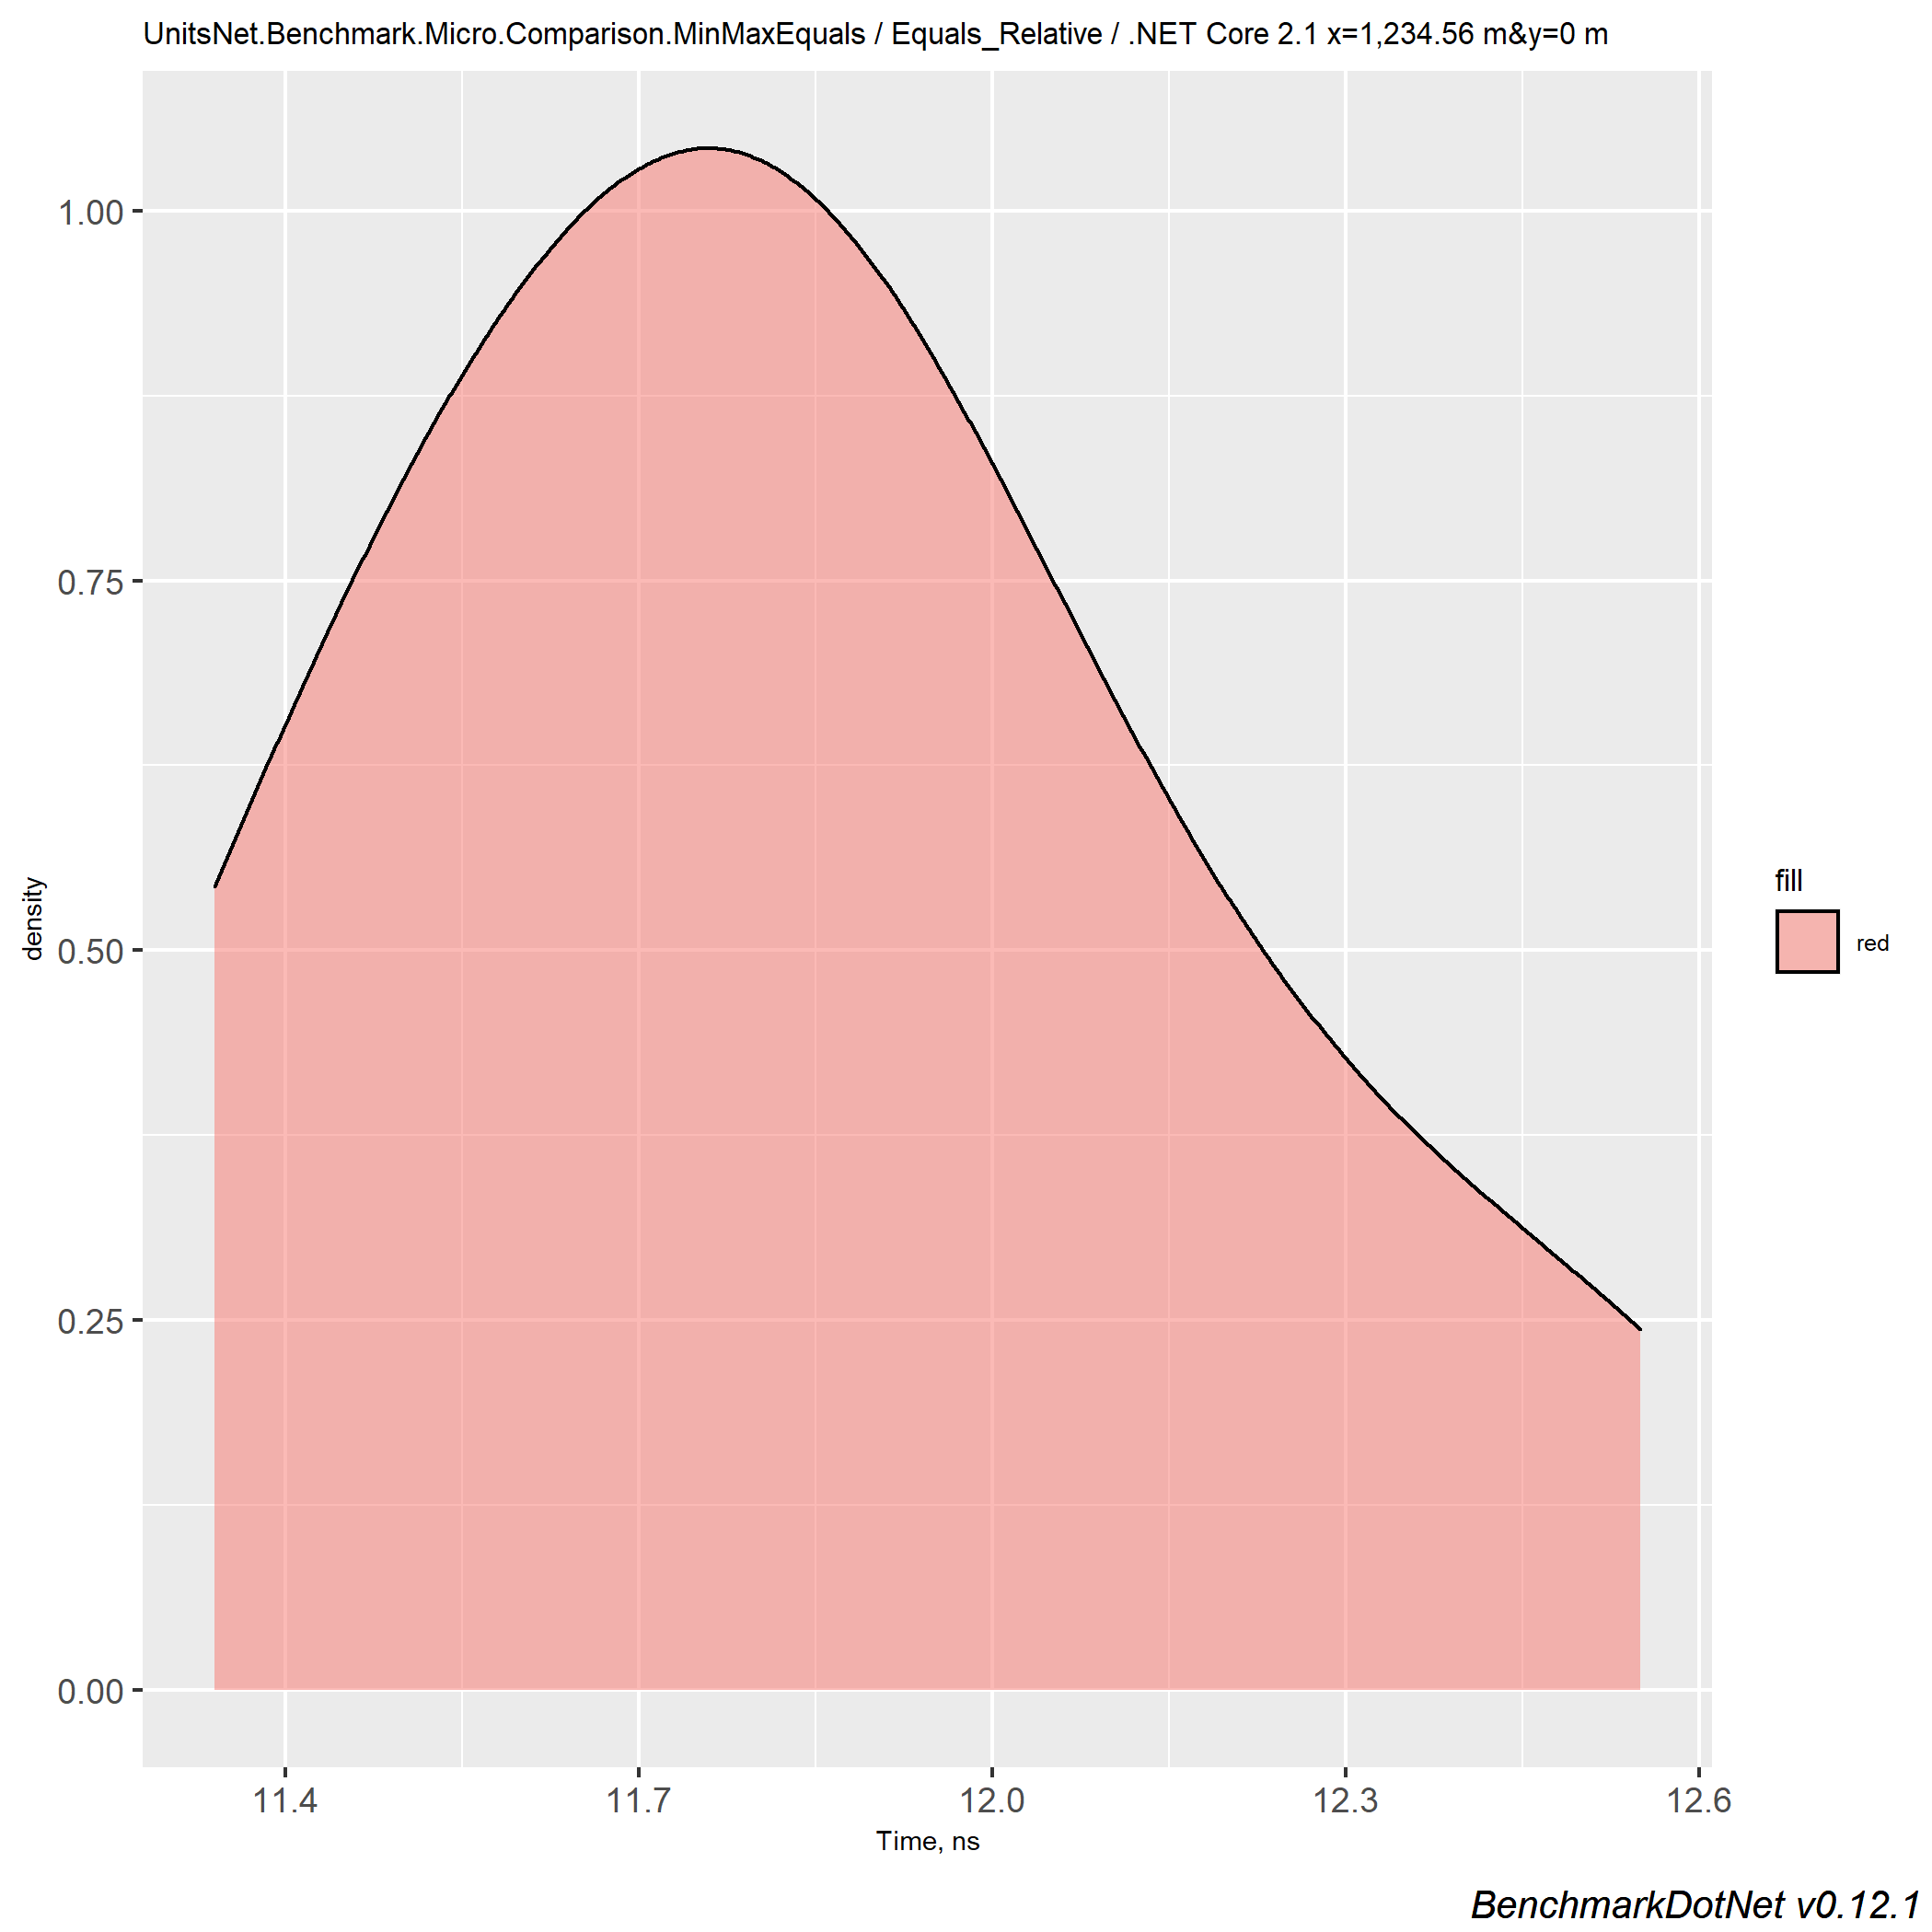 UnitsNet.Benchmark.Micro.Comparison.MinMaxEquals / Equals_Relative / .NET Core 2.1 x=1,234.56 m&y=0 m
1.00
0.75
0.50
0.25
0.00
density
11.4 11.7 12.0 12.3 12.6
Time, ns
fill
red
BenchmarkDotNet v0.12.1